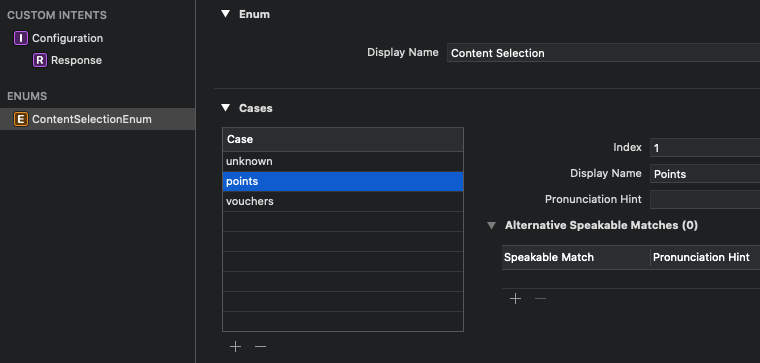 CUSTOM INTENTS
I Configuration
R Response
ENUMS
E ContentSelectionEnum
Enum
Display Name Content Selection
Cases
Case
unknown
points
vouchers
Index 1
Display Name Points
Pronunciation Hint
Alternative Speakable Matches (0)
Speakable Match Pronunciation Hint